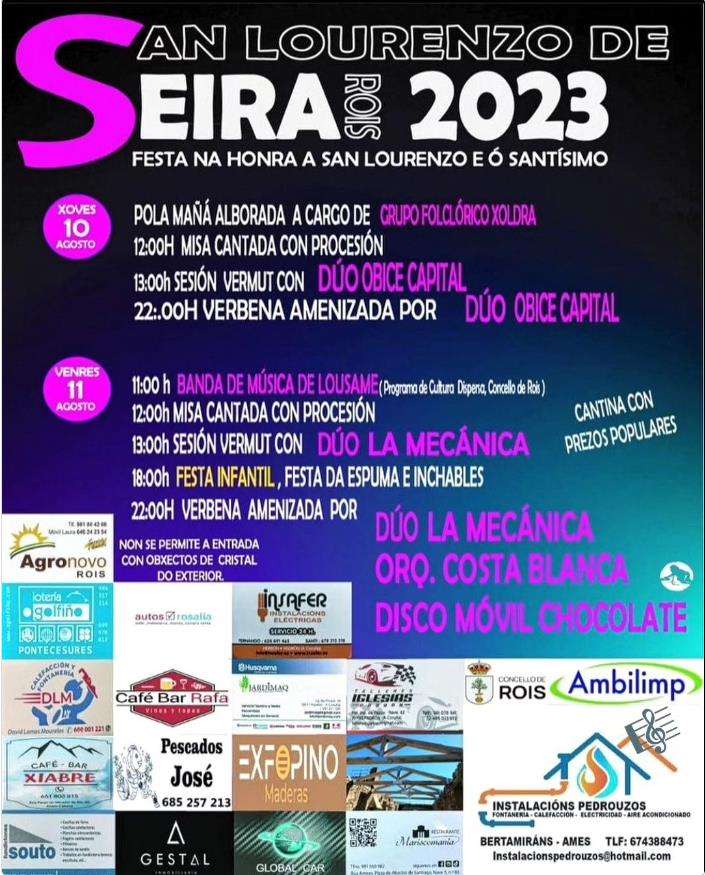 SAN LOURENZO DE
SEIRA ROIS 2023
FESTA NA HONRA A SAN LOURENZO E Ó SANTÍSIMO
XOVES
10
AGOSTO
POLA MAÑÁ ALBORADA A CARGO DE GRUPO FOLCLÓRICO XOLDRA
12:00H MISA CANTADA CON PROCESIÓN
13:00H SESIÓN VERMUT CON DÚO OBICE CAPITAL
22:.00H VERBENA AMENIZADA POR DÚO OBICE CAPITAL
VENRES
11
AGOSTO
11:00 h BANDA DE MÚSICA DE LOUSAME (Programa de Cultura Dispersa, Concello de Rois)
12:00h MISA CANTADA CON PROCESIÓN
13:00H SESIÓN VERMUT CON DÚO LA MECÁNICA
18:00H FESTA INFANTIL, FESTA DA ESPUMA E INCHABLES
22:00H VERBENA AMENIZADA POR
DÚO LA MECÁNICA
ORQ. COSTA BLANCA
DISCO MÓVIL CHOCOLATE
CANTINA CON
PREZOS POPULARES
NON SE PERMITE A ENTRADA
CON OBXECTOS DE CRISTAL
DO EXTERIOR.
Agronovo
ROIS
lotería
golfiño
PONTECESURES
autos rosalía
INSAFER
INSTALACIÓNS
ELÉCTRICAS
SERVICIO 24 H.
CALEFACCIÓN Y
FONTANERÍA
DLM
Café Bar Rafa
Vinos y tapas
Husqvarna
JARDIMAQ
TALLERES
IGLESIAS
CONCELLO DE
ROIS
Ambilimp
CAFÉ - BAR
XIABRE
Pescados
José
685 257 213
EXFOPINO
Maderas
INSTALACIÓNS PEDROUZOS
FONTANERIA - CALEFACCIÓN - ELECTRICIDAD - AIRE ACONDICIONADO
BERTAMIRÁNS - AMES TLF: 674388473
Instalacionspedrouzos@hotmail.com
souto
GESTAL
inmobiliaria
GLOBAL CAR
RESTAURANTE
Marisconanía